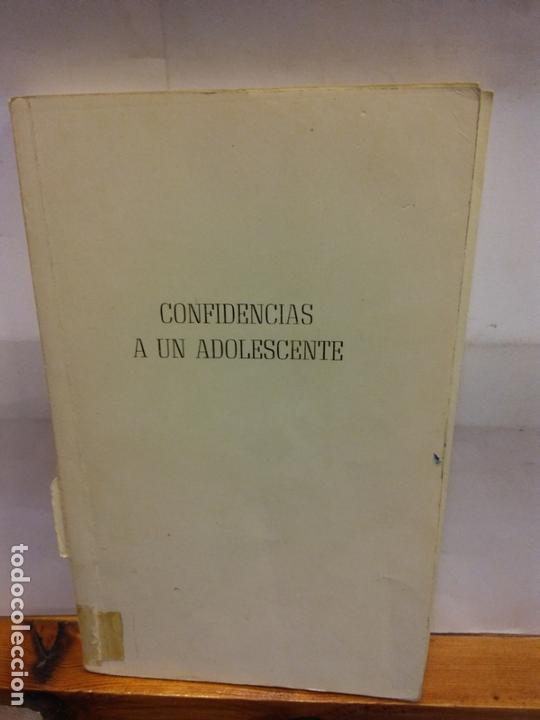 CONFIDENCIAS
A UN ADOLESCENTE
todocoleccion